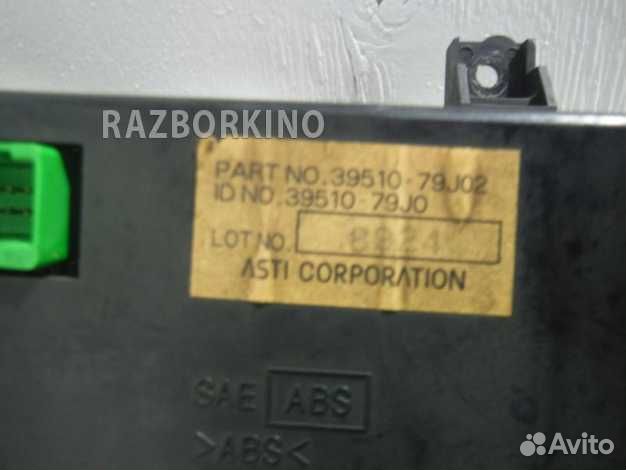 RAZBORKINO
PART NO. 39510-79J02
ID NO. 39510-79J0
LOT NO.
ASTI CORPORATION
SAE ABS
>ABS<
Avito